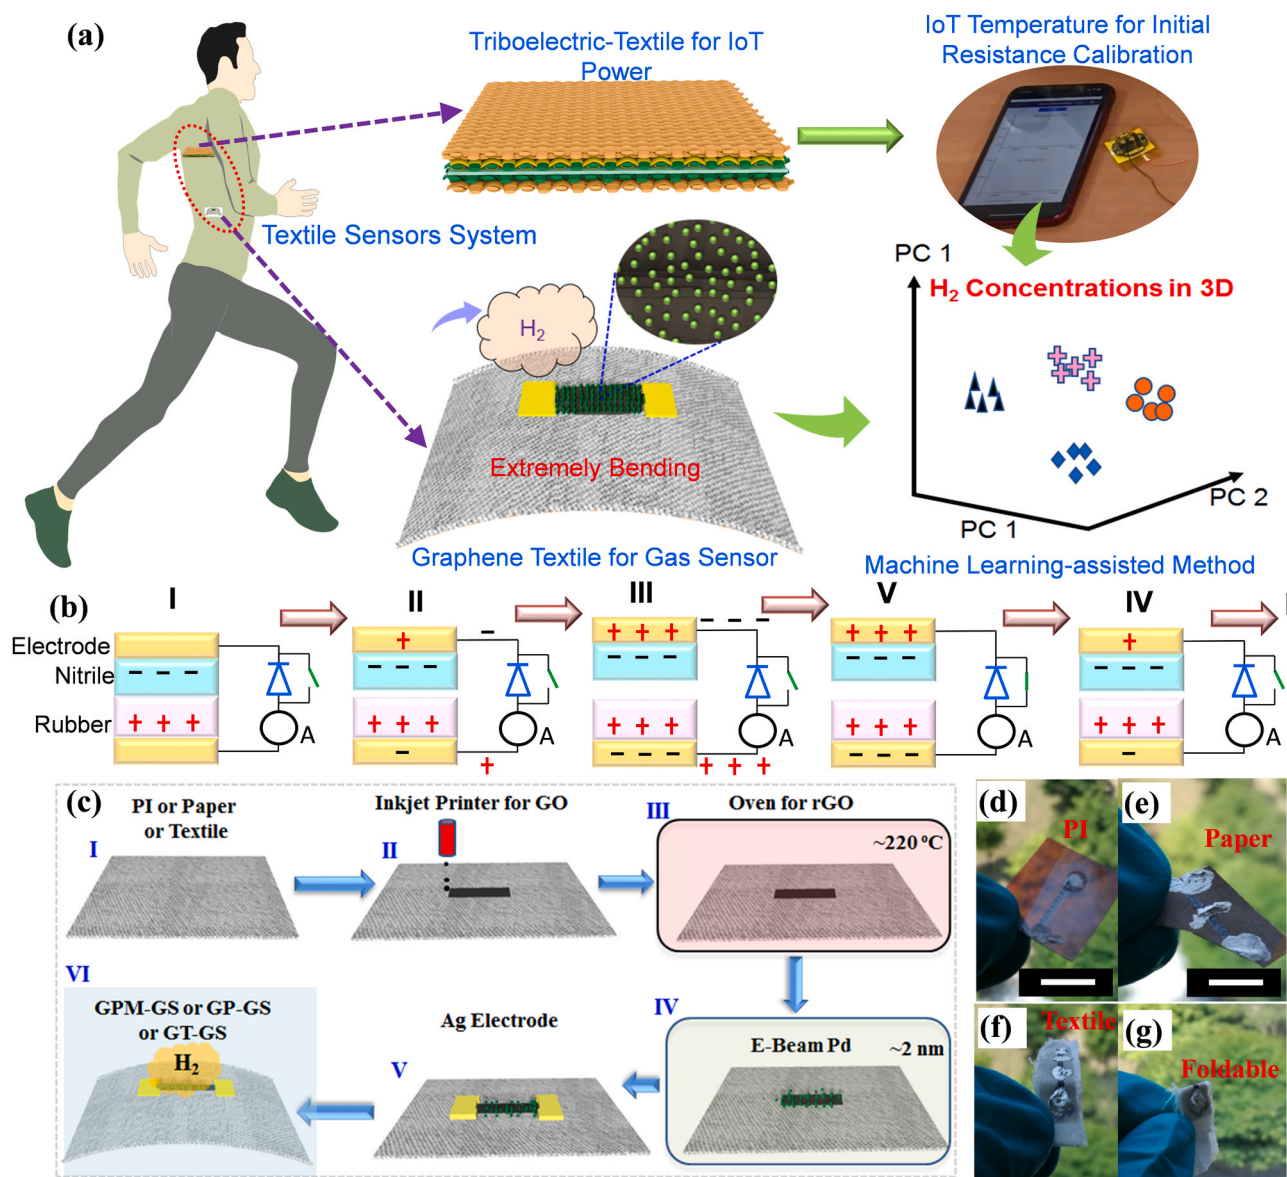 (a)
Triboelectric-Textile for IoT
Power
IoT Temperature for Initial
Resistance Calibration
Textile Sensors System
H2
Extremely Bending
Graphene Textile for Gas Sensor
PC 1
H2 Concentrations in 3D
PC 1
PC 2
Machine Learning-assisted Method
(b)
I
II
III
V
IV
Electrode
Nitrile
Rubber
+
−
+ + +
− − −
+ + +
+
− − −
− − −
− − −
− − −
− − −
+ + +
+ + +
+ + +
+ + +
+ + +
−
− − −
− − −
−
+
+ + +
A
A
A
A
A
(c)
PI or Paper
or Textile
I
Inkjet Printer for GO
II
Oven for rGO
III
~220 °C
IV
E-Beam Pd
~2 nm
Ag Electrode
V
VI
GPM-GS or GP-GS
or GT-GS
H2
(d)
PI
(e)
Paper
(f)
Textile
(g)
Foldable